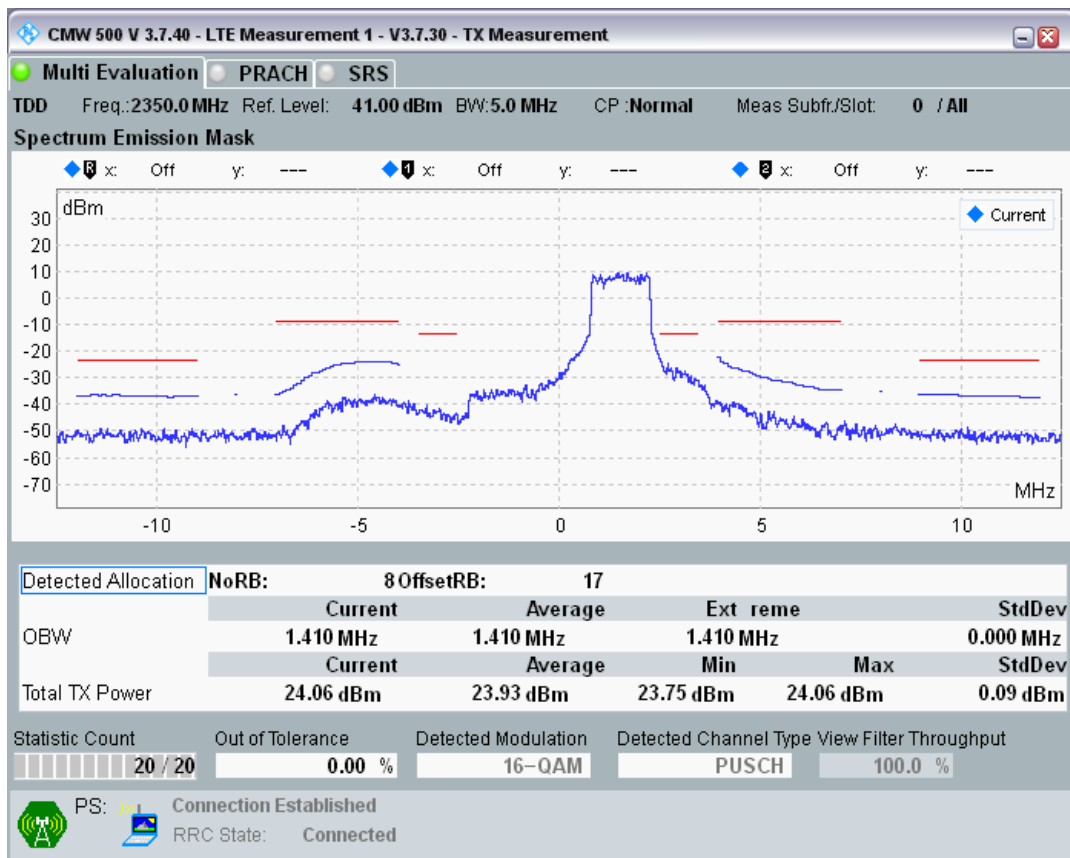 CMW 500 V 3.7.40 - LTE Measurement 1 - V3.7.30 - TX Measurement
Multi Evaluation PRACH SRS
TDD Freq.:2350.0 MHz Ref. Level: 41.00 dBm BW:5.0 MHz CP :Normal Meas Subfr./Slot: 0 / All
Spectrum Emission Mask
R x: Off y: --- 1 x: Off y: --- 2 x: Off y: ---
dBm
Current
30
20
10
0
-10
-20
-30
-40
-50
-60
-70
MHz
-10 -5 0 5 10
Detected Allocation NoRB: 8 OffsetRB: 17
Current Average Ext reme StdDev
OBW 1.410 MHz 1.410 MHz 1.410 MHz 0.000 MHz
Current Average Min Max StdDev
Total TX Power 24.06 dBm 23.93 dBm 23.75 dBm 24.06 dBm 0.09 dBm
Statistic Count Out of Tolerance Detected Modulation Detected Channel Type View Filter Throughput
20 / 20 0.00 % 16-QAM PUSCH 100.0 %
PS: Connection Established
RRC State: Connected